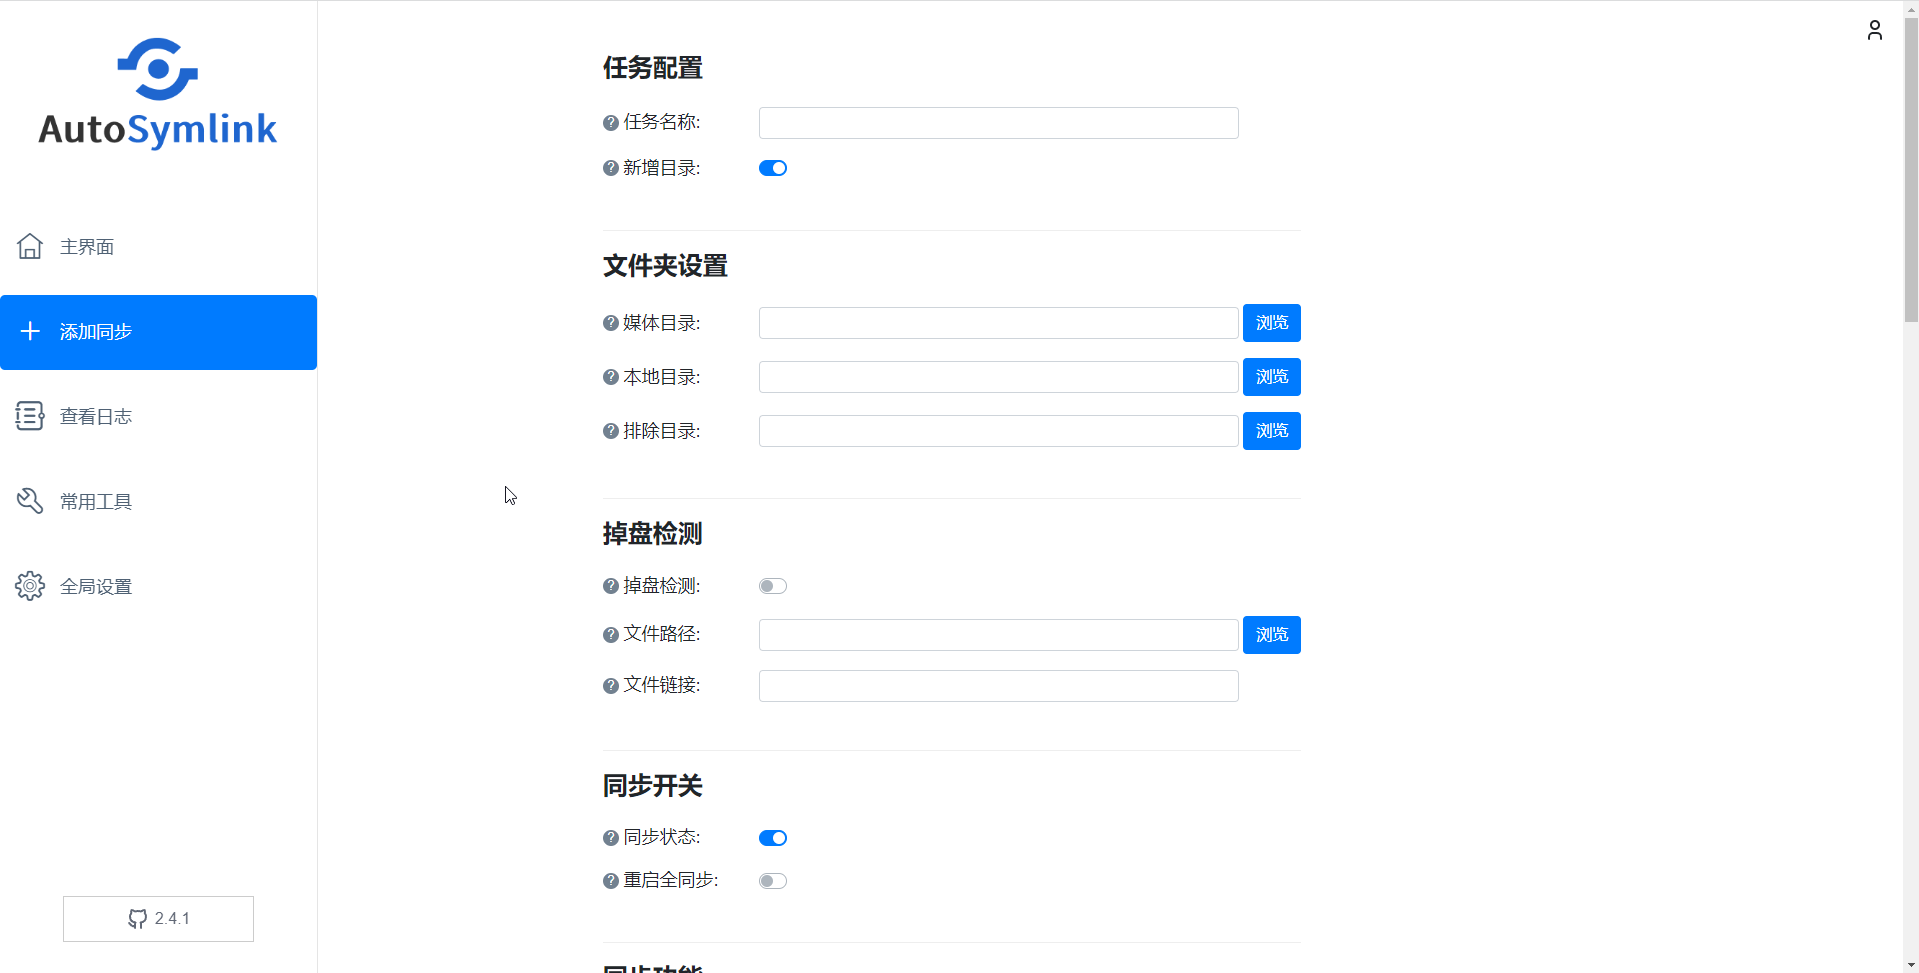 AutoSymlink
主界面
添加同步
查看日志
常用工具
全局设置
2.4.1
任务配置
任务名称:
新增目录:
文件夹设置
媒体目录: 浏览
本地目录: 浏览
排除目录: 浏览
掉盘检测
掉盘检测:
文件路径: 浏览
文件链接:
同步开关
同步状态:
重启全同步:
同步功能